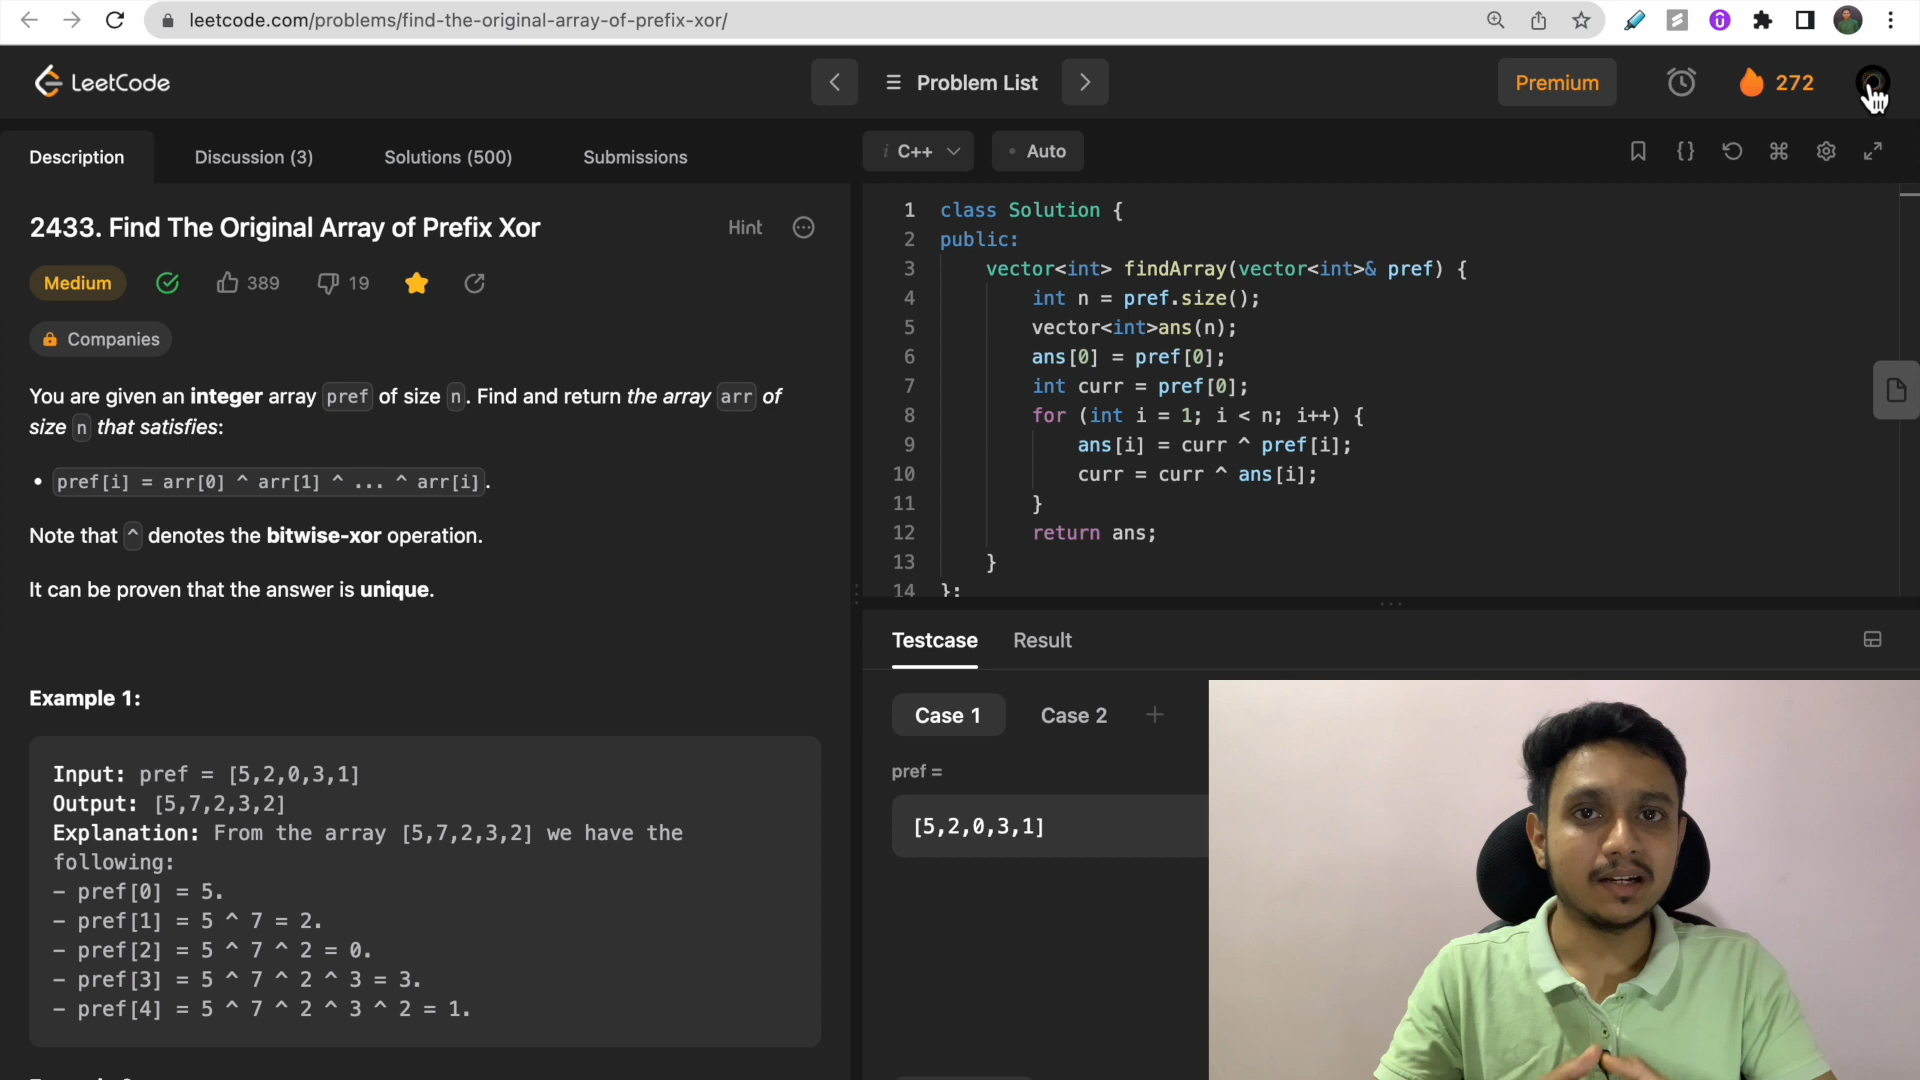 leetcode.com/problems/find-the-original-array-of-prefix-xor/
LeetCode
Problem List
Premium
272
Description
Discussion (3)
Solutions (500)
Submissions
i C++
Auto
2433. Find The Original Array of Prefix Xor
Hint
Medium
389
19
Companies
You are given an integer array pref of size n. Find and return the array arr of
size n that satisfies:
• pref[i] = arr[0] ^ arr[1] ^ ... ^ arr[i].
Note that ^ denotes the bitwise-xor operation.
It can be proven that the answer is unique.
Example 1:
Input: pref = [5,2,0,3,1]
Output: [5,7,2,3,2]
Explanation: From the array [5,7,2,3,2] we have the
following:
- pref[0] = 5.
- pref[1] = 5 ^ 7 = 2.
- pref[2] = 5 ^ 7 ^ 2 = 0.
- pref[3] = 5 ^ 7 ^ 2 ^ 3 = 3.
- pref[4] = 5 ^ 7 ^ 2 ^ 3 ^ 2 = 1.
1 class Solution {
2 public:
3 vector<int> findArray(vector<int>& pref) {
4 int n = pref.size();
5 vector<int>ans(n);
6 ans[0] = pref[0];
7 int curr = pref[0];
8 for (int i = 1; i < n; i++) {
9 ans[i] = curr ^ pref[i];
10 curr = curr ^ ans[i];
11 }
12 return ans;
13 }
14 };
Testcase
Result
Case 1
Case 2
pref =
[5,2,0,3,1]